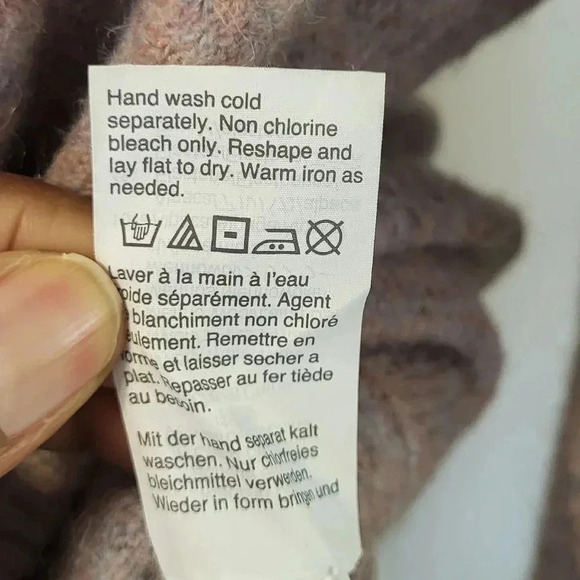 Hand wash cold
separately. Non chlorine
bleach only. Reshape and
lay flat to dry. Warm iron as
needed.
Laver à la main à l'eau
séparément. Agent
blanchiment non chloré
Remettre en
et laisser secher a
plat. Repasser au fer tiède
au besoin.
Mit der hand separat kalt
waschen. Nur chlorfreies
bleichmittel verwenden.
Wieder in form bringen und